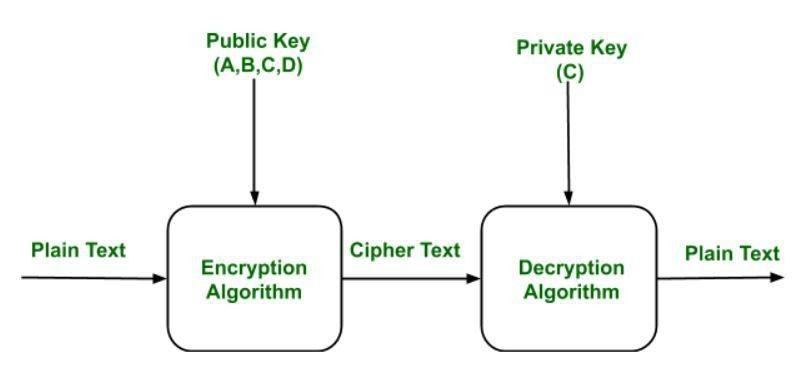 Public Key
(A,B,C,D)
Private Key
(C)
Plain Text
Encryption
Algorithm
Cipher Text
Decryption
Algorithm
Plain Text